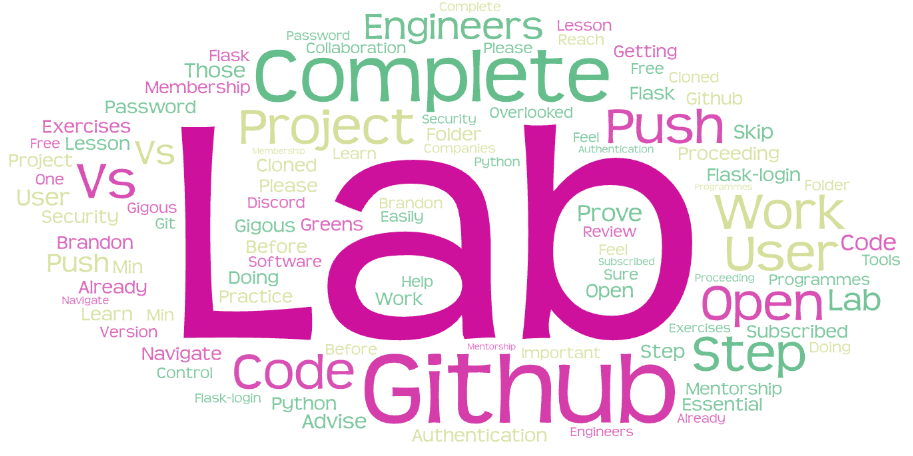 Complete
Engineers Lesson
Password Collaboration Please Reach
Flask Getting
Those Complete Free Cloned
Membership Flask Github
Password Overlooked
Exercises Project Security Folder Feel Push Skip
Free Lesson Vs Companies Authentication
Project Membership Learn Python Proceeding
One Vs Cloned Flask-login
User Please Programmes Folder
Security Gigous Discord Brandon Prove Work
Git Gigous Greens Easily Review
Brandon Before Feel User Code
Push Min Software Subscribed Tools
Already Doing Help Sure Proceeding Programmes
Navigate Practice Work Open Open Lab
Learn Min Lab
Version Exercises Subscribed
Navigate Before Mentorship Important Step Step Doing
Control Code Github
Flask-login Python Mentorship
Advise Essential
Authentication Engineers Already